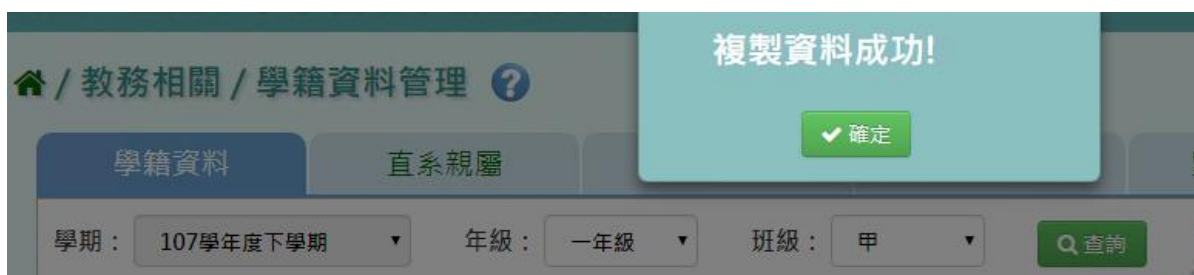 複製資料成功!
/ 教務相關 / 學籍資料管理 ?
確定
學籍資料 直系親屬
學期： 107學年度下學期 年級： 一年級 班級： 甲 查詢